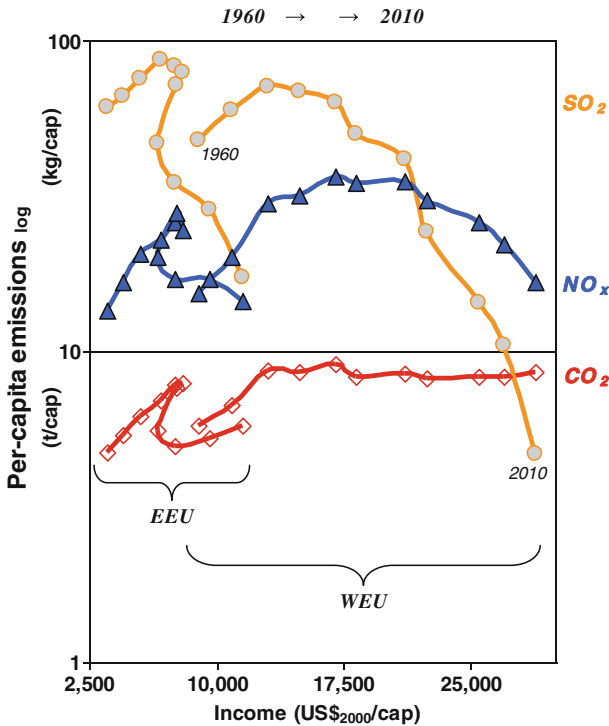 1960 → → 2010
100
SO2
1960
(kg/cap)
NOx
Per-capita emissions log
10
CO2
(t/cap)
2010
EEU
WEU
1
2,500 10,000 17,500 25,000
Income (US$2000/cap)